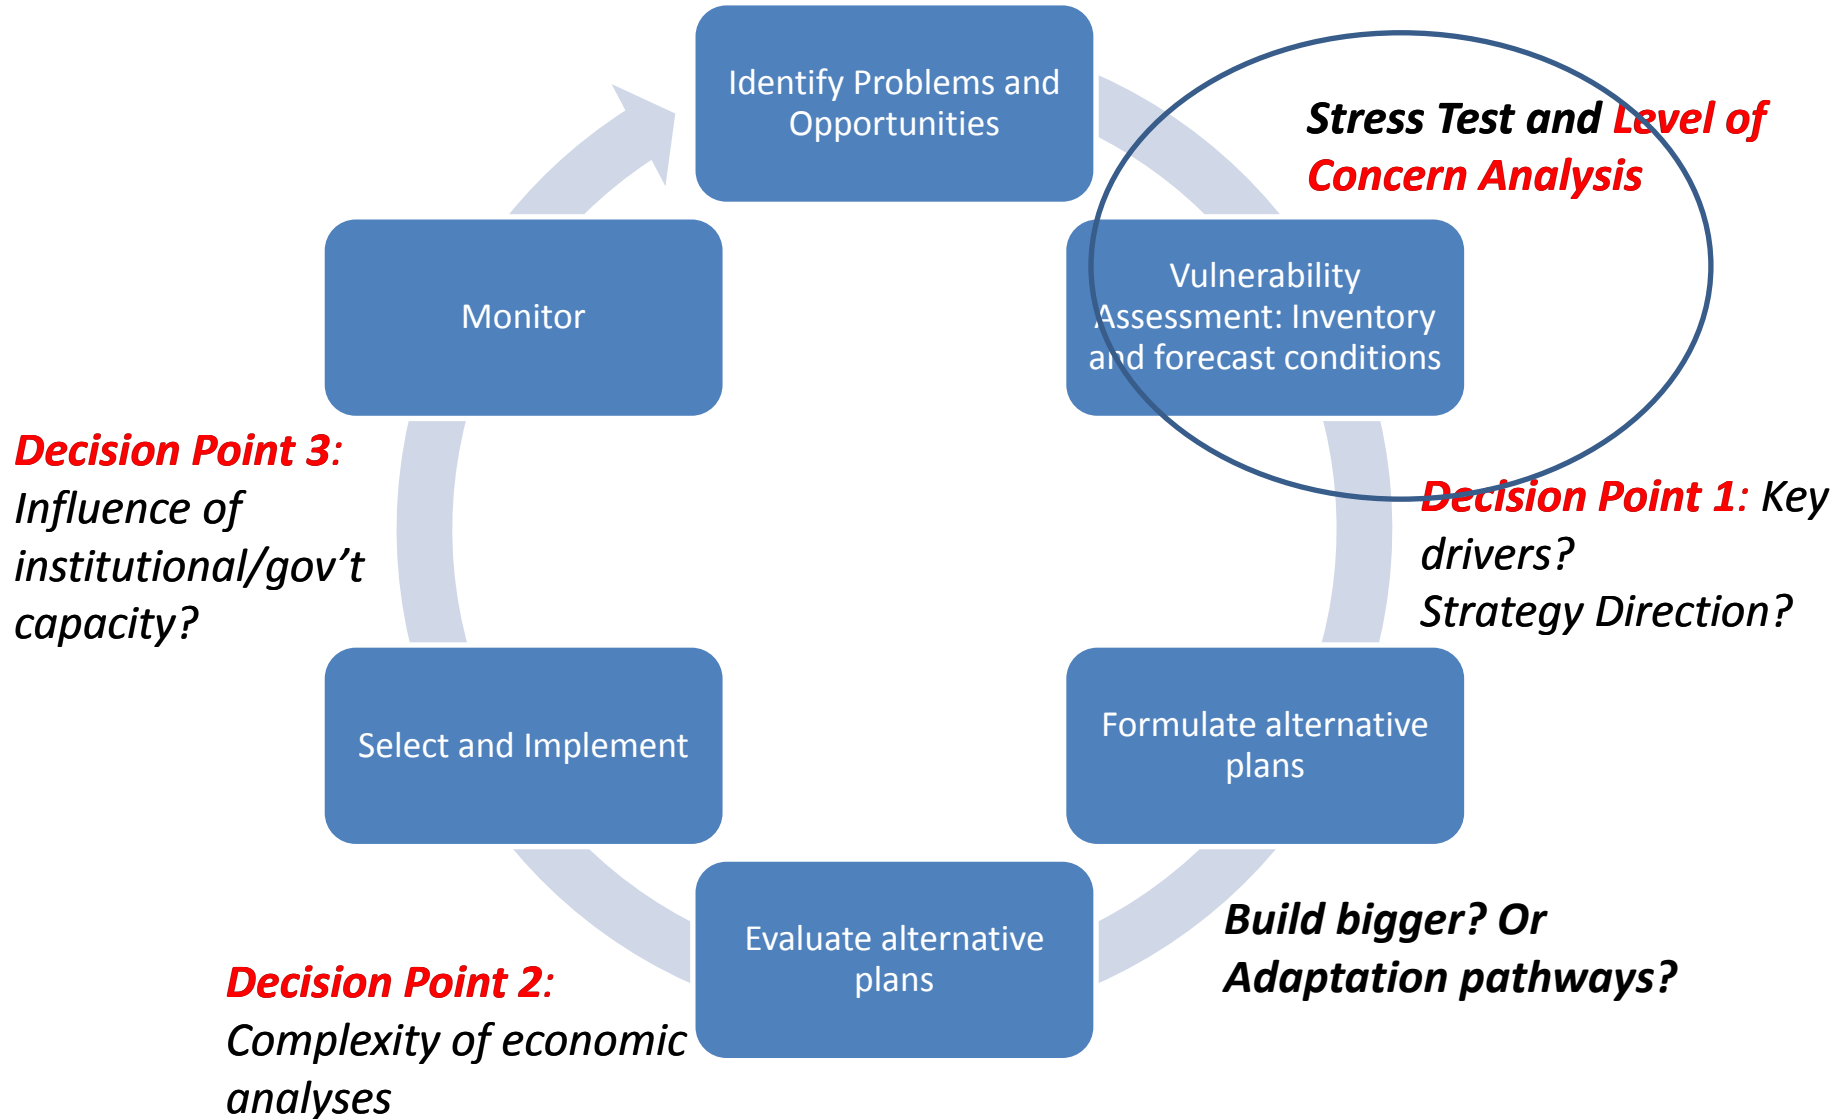 Identify Problems and
Opportunities
Stress Test and Level of
Concern Analysis
Vulnerability
Assessment: Inventory
and forecast conditions
Decision Point 1: Key
drivers?
Strategy Direction?
Formulate alternative
plans
Build bigger? Or
Adaptation pathways?
Evaluate alternative
plans
Decision Point 2:
Complexity of economic
analyses
Select and Implement
Decision Point 3:
Influence of
institutional/gov’t
capacity?
Monitor